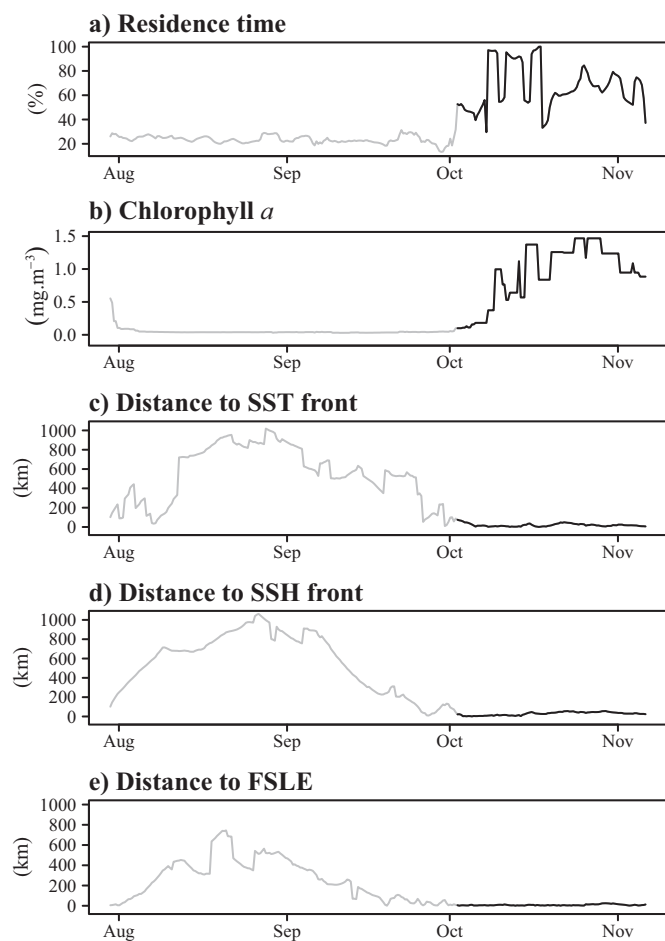 a) Residence time
100
80
60
40
20
(%)
Aug Sep Oct Nov
b) Chlorophyll a
1.5
1.0
0.5
0.0
(mg.m−3)
Aug Sep Oct Nov
c) Distance to SST front
1000
800
600
400
200
0
(km)
Aug Sep Oct Nov
d) Distance to SSH front
1000
800
600
400
200
0
(km)
Aug Sep Oct Nov
e) Distance to FSLE
1000
800
600
400
200
0
(km)
Aug Sep Oct Nov